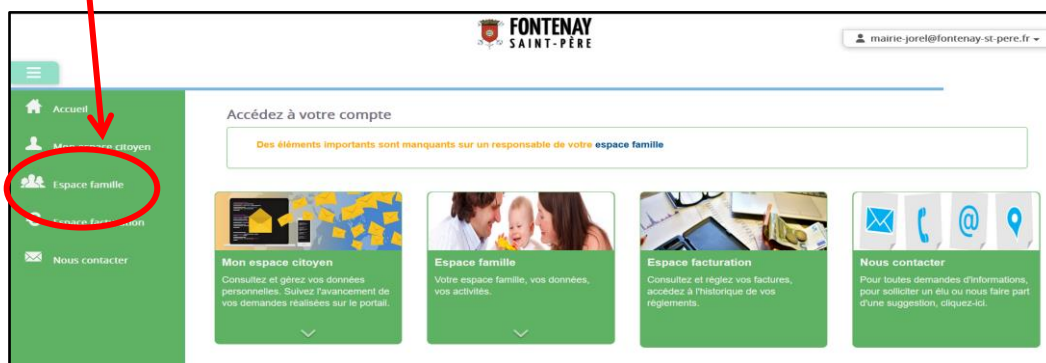 FONTENAY
SAINT-PÈRE
mairie-jorel@fontenay-st-pere.fr
Accueil
Mon espace citoyen
Espace famille
Espace facturation
Nous contacter
Accédez à votre compte
Des éléments importants sont manquants sur un responsable de votre espace famille
Mon espace citoyen
Consultez et gérez vos données
personnelles. Suivez l'avancement de
vos demandes réalisées sur le portail.
Espace famille
Votre espace famille, vos données,
vos activités.
Espace facturation
Consultez et réglez vos factures,
accédez à l'historique de vos
règlements.
Nous contacter
Pour toutes demandes d'informations,
pour solliciter un élu ou nous faire part
d'une suggestion, cliquez-ici.